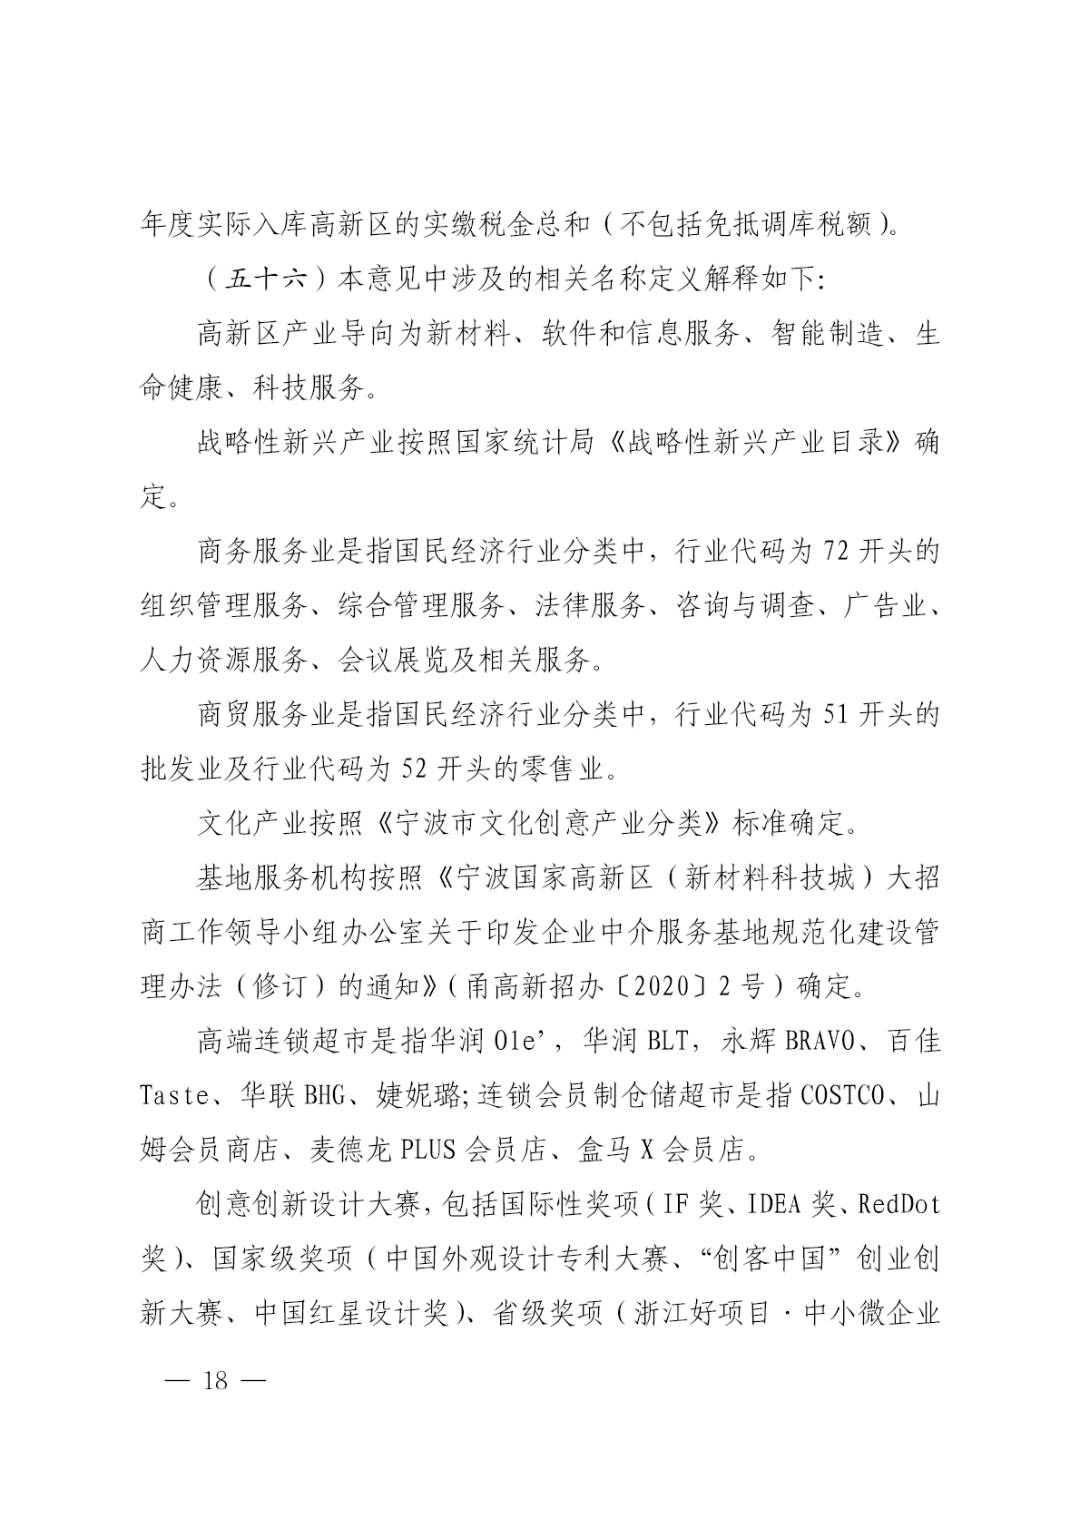 年度实际入库高新区的实缴税金总和（不包括免抵调库税额）。
（五十六）本意见中涉及的相关名称定义解释如下：
高新区产业导向为新材料、软件和信息服务、智能制造、生
命健康、科技服务。
战略性新兴产业按照国家统计局《战略性新兴产业目录》确
定。
商务服务业是指国民经济行业分类中，行业代码为 72 开头的
组织管理服务、综合管理服务、法律服务、咨询与调查、广告业、
人力资源服务、会议展览及相关服务。
商贸服务业是指国民经济行业分类中，行业代码为 51 开头的
批发业及行业代码为 52 开头的零售业。
文化产业按照《宁波市文化创意产业分类》标准确定。
基地服务机构按照《宁波国家高新区（新材料科技城）大招
商工作领导小组办公室关于印发企业中介服务基地规范化建设管
理办法（修订）的通知》（甬高新招办〔2020〕2 号）确定。
高端连锁超市是指华润 Ole’，华润 BLT，永辉 BRAVO、百佳
Taste、华联 BHG、婕妮璐；连锁会员制仓储超市是指 COSTCO、山
姆会员商店、麦德龙 PLUS 会员店、盒马 X 会员店。
创意创新设计大赛，包括国际性奖项（IF 奖、IDEA 奖、RedDot
奖）、国家级奖项（中国外观设计专利大赛、“创客中国”创业创
新大赛、中国红星设计奖）、省级奖项（浙江好项目·中小微企业
— 18 —